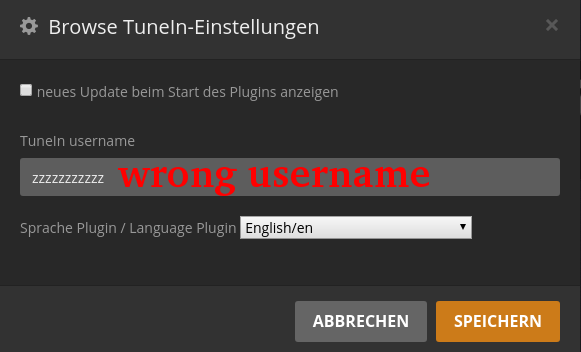 Browse TuneIn-Einstellungen
neues Update beim Start des Plugins anzeigen
TuneIn username
zzzzzzzzzzz wrong username
Sprache Plugin / Language Plugin English/en
ABBRECHEN SPEICHERN